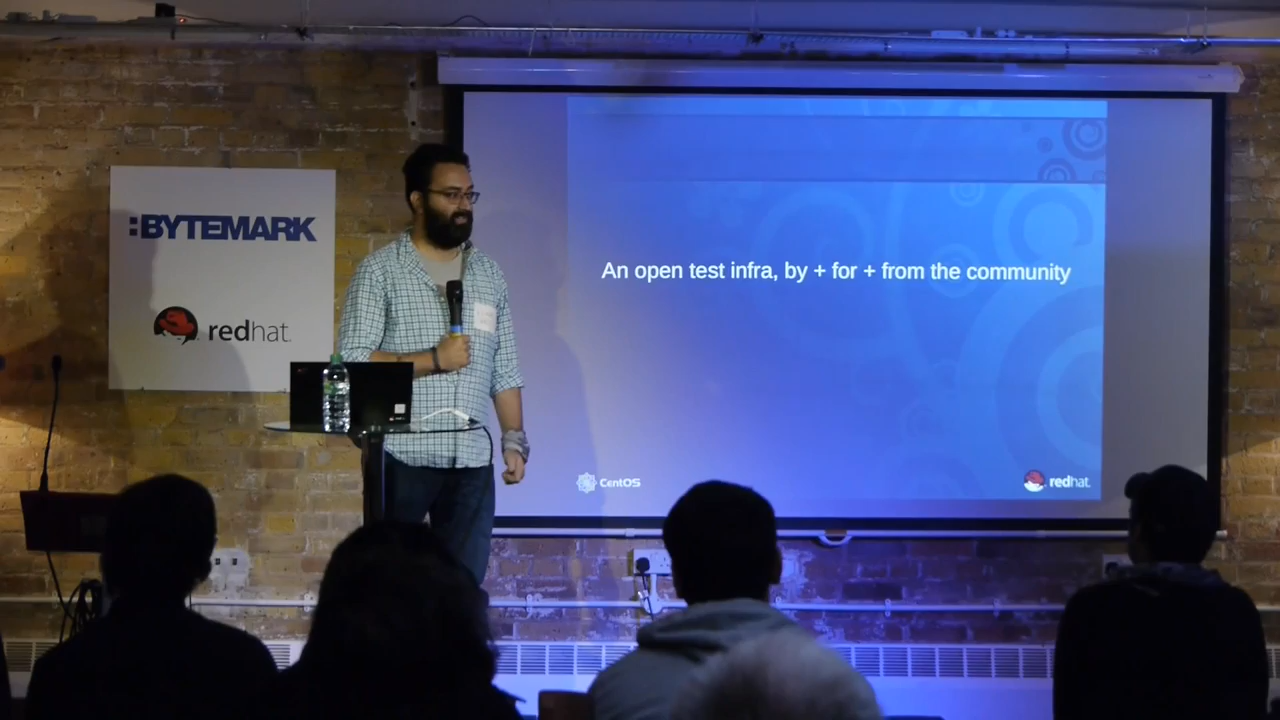 :BYTEMARK
redhat.
An open test infra, by + for + from the community
CentOS
redhat.